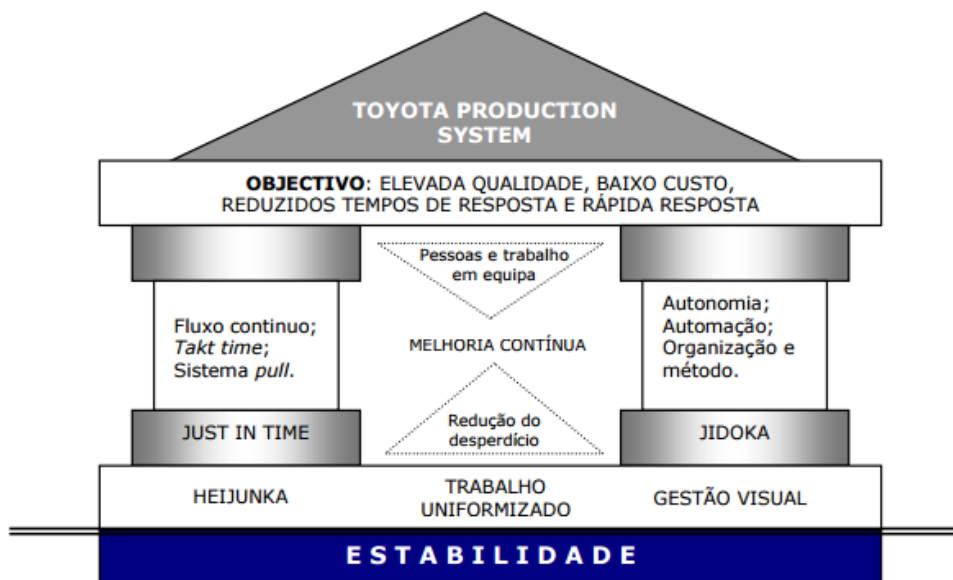 TOYOTA PRODUCTION
SYSTEM
OBJECTIVO: ELEVADA QUALIDADE, BAIXO CUSTO,
REDUZIDOS TEMPOS DE RESPOSTA E RÁPIDA RESPOSTA
Pessoas e trabalho
em equipa
Fluxo continuo;
Takt time;
Sistema pull.
MELHORIA CONTÍNUA
Autonomia;
Automação;
Organização e
método.
JUST IN TIME
Redução do
desperdício
JIDOKA
HEIJUNKA
TRABALHO
UNIFORMIZADO
GESTÃO VISUAL
ESTABILIDADE